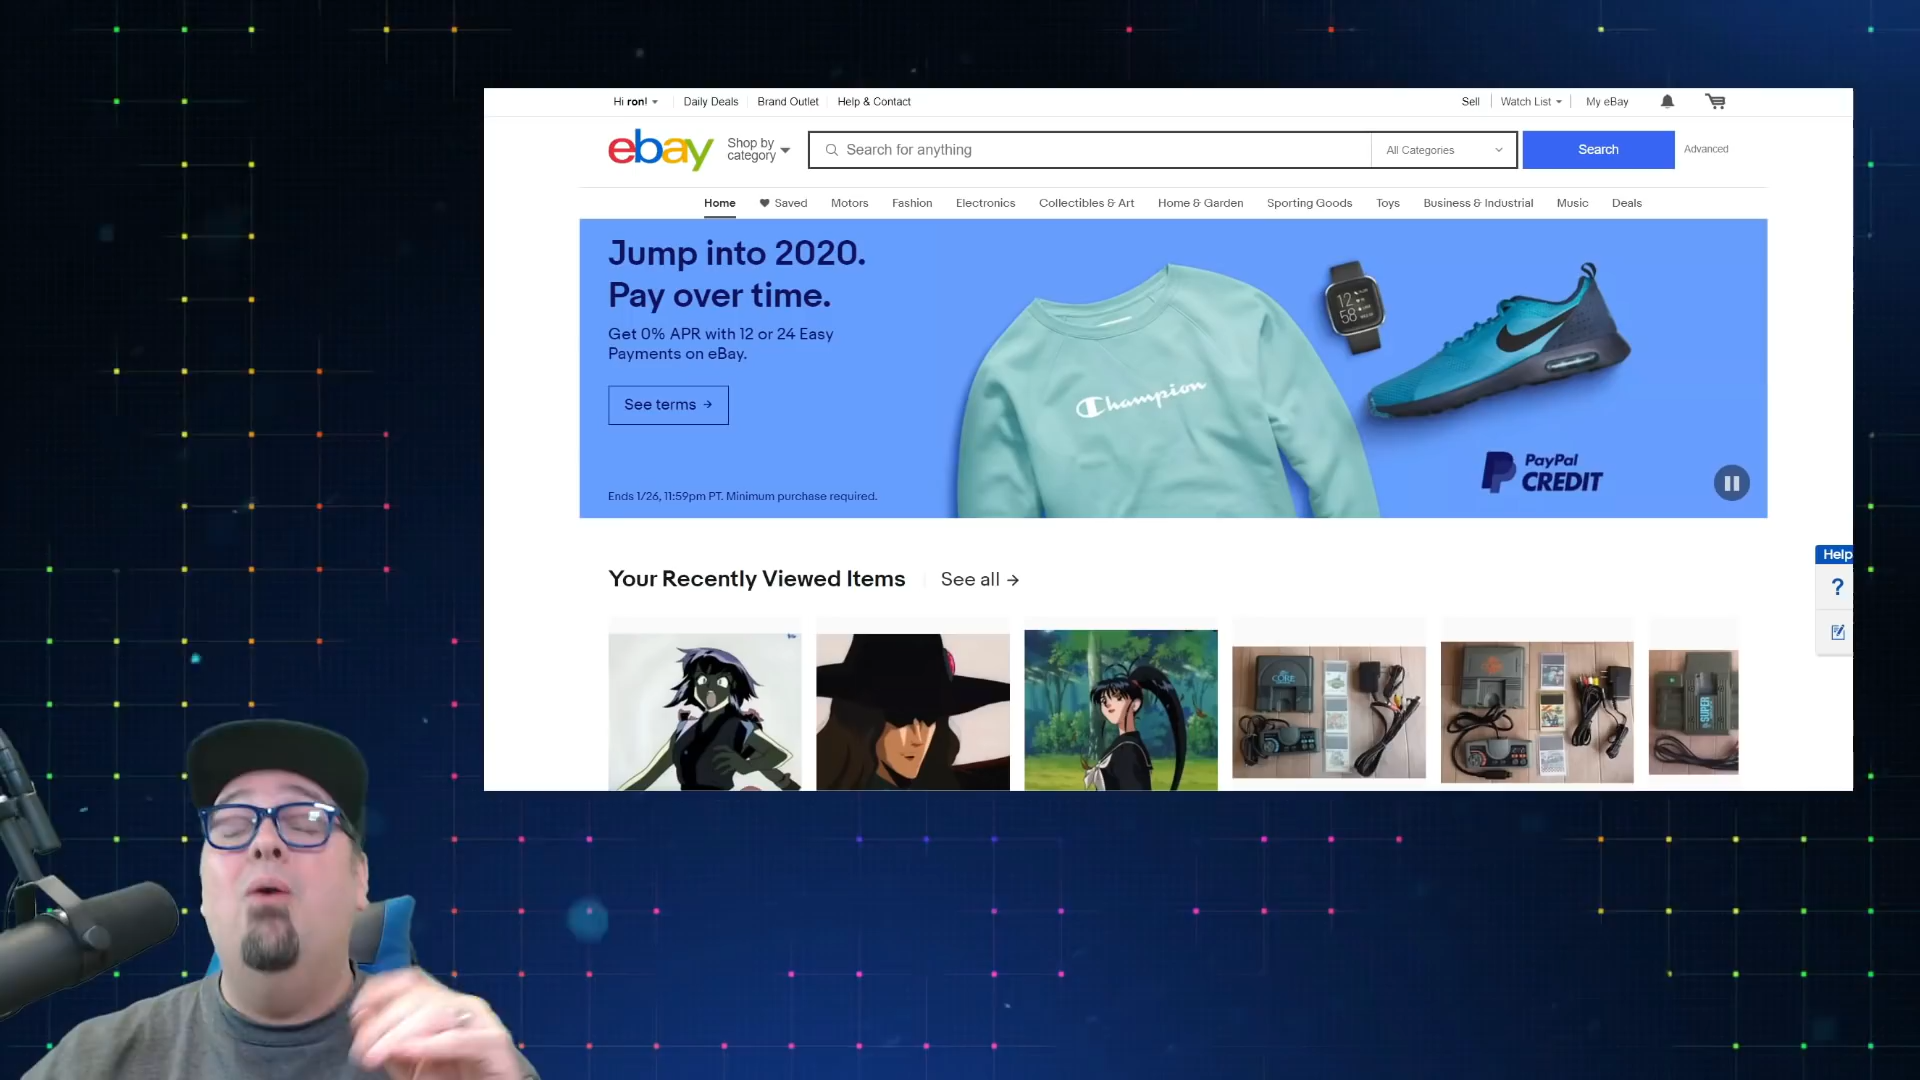 Hi ron!
Daily Deals
Brand Outlet
Help & Contact
Sell
Watch List
My eBay
ebay
Shop by
category
Search for anything
All Categories
Search
Advanced
Home
Saved
Motors
Fashion
Electronics
Collectibles & Art
Home & Garden
Sporting Goods
Toys
Business & Industrial
Music
Deals
Jump into 2020.
Pay over time.
Get 0% APR with 12 or 24 Easy
Payments on eBay.
See terms →
Ends 1/26, 11:59pm PT. Minimum purchase required.
Champion
12
58
PayPal
CREDIT
Help
?
Your Recently Viewed Items
See all →
CORE
SUPER